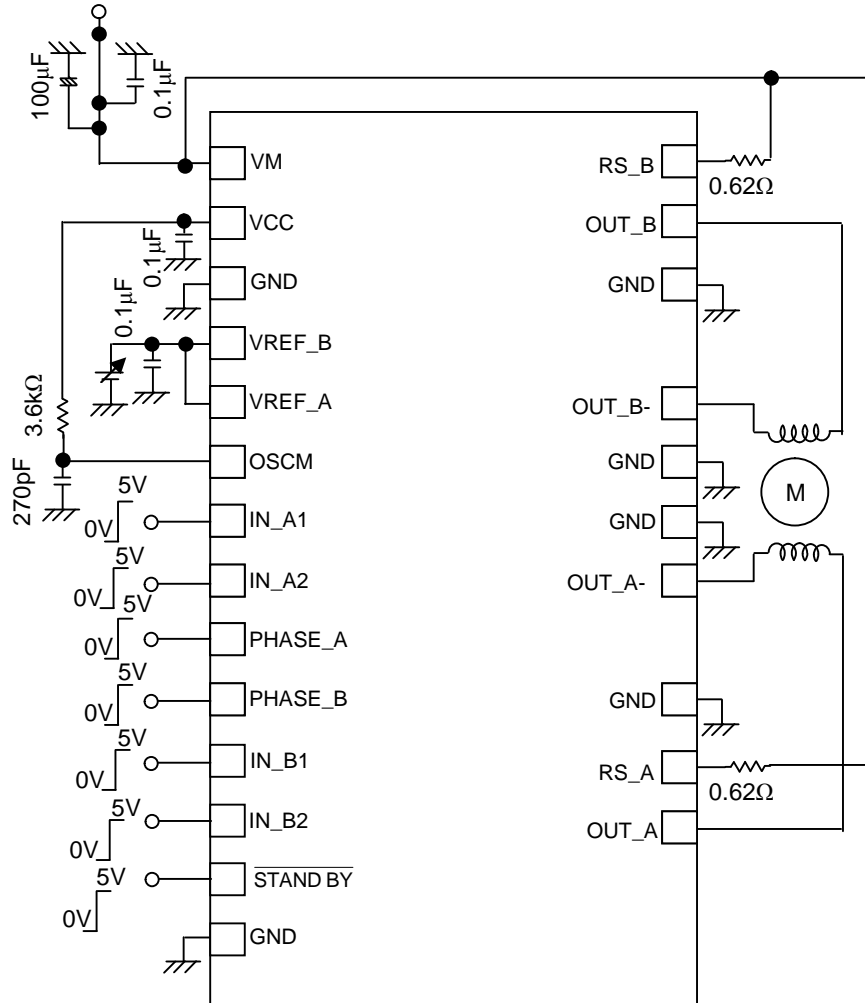 100μF
0.1μF
VM
VCC
0.1μF
GND
0.1μF
VREF_B
VREF_A
3.6kΩ
OSCM
270pF
5V
0V
IN_A1
5V
0V
IN_A2
5V
0V
PHASE_A
5V
0V
PHASE_B
5V
0V
IN_B1
5V
0V
IN_B2
5V
0V
STAND BY
GND
RS_B
0.62Ω
OUT_B
GND
OUT_B-
GND
M
GND
OUT_A-
GND
RS_A
0.62Ω
OUT_A